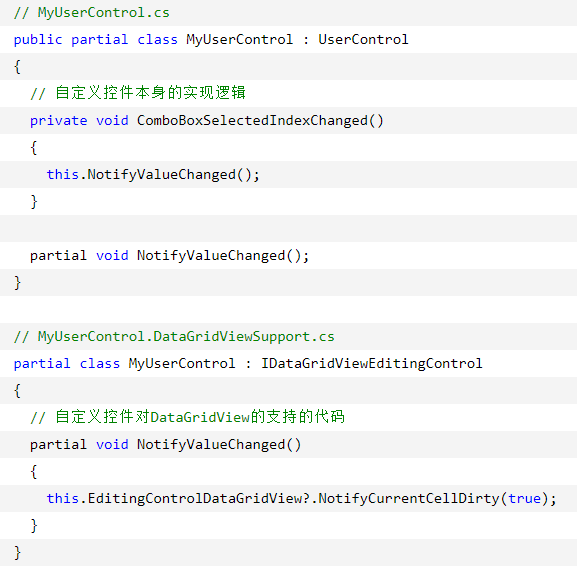 // MyUserControl.cs
public partial class MyUserControl : UserControl
{
  // 自定义控件本身的实现逻辑
  private void ComboBoxSelectedIndexChanged()
  {
    this.NotifyValueChanged();
  }

  partial void NotifyValueChanged();
}

// MyUserControl.DataGridViewSupport.cs
partial class MyUserControl : IDataGridViewEditingControl
{
  // 自定义控件对DataGridView的支持的代码
  partial void NotifyValueChanged()
  {
    this.EditingControlDataGridView?.NotifyCurrentCellDirty(true);
  }
}